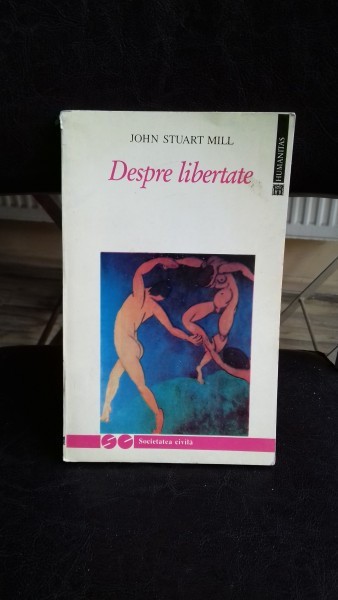 JOHN STUART MILL
Despre libertate
HUMANITAS
Societatea civilă